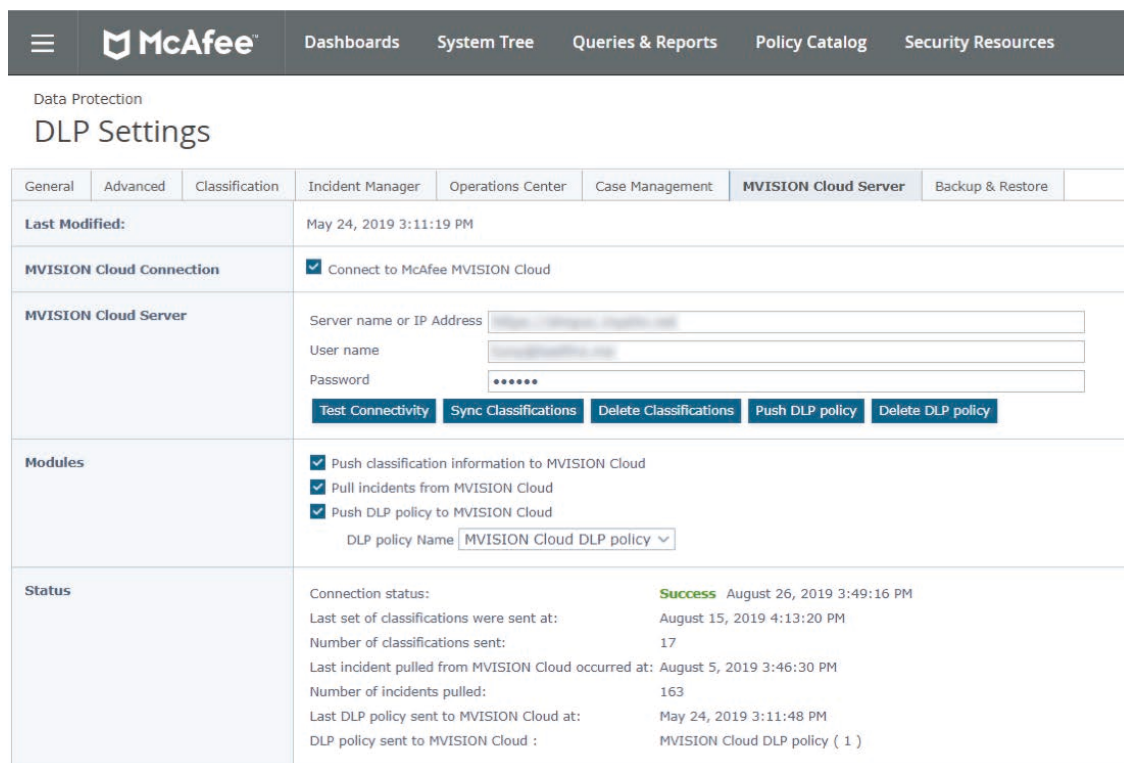 McAfee™ Dashboards System Tree Queries & Reports Policy Catalog Security Resources
Data Protection
DLP Settings
General Advanced Classification Incident Manager Operations Center Case Management MVISION Cloud Server Backup & Restore
Last Modified: May 24, 2019 3:11:19 PM
MVISION Cloud Connection Connect to McAfee MVISION Cloud
MVISION Cloud Server Server name or IP Address
User name
Password ••••••
Test Connectivity Sync Classifications Delete Classifications Push DLP policy Delete DLP policy
Modules Push classification information to MVISION Cloud
Pull incidents from MVISION Cloud
Push DLP policy to MVISION Cloud
DLP policy Name MVISION Cloud DLP policy
Status Connection status: Success August 26, 2019 3:49:16 PM
Last set of classifications were sent at: August 15, 2019 4:13:20 PM
Number of classifications sent: 17
Last incident pulled from MVISION Cloud occurred at: August 5, 2019 3:46:30 PM
Number of incidents pulled: 163
Last DLP policy sent to MVISION Cloud at: May 24, 2019 3:11:48 PM
DLP policy sent to MVISION Cloud : MVISION Cloud DLP policy ( 1 )